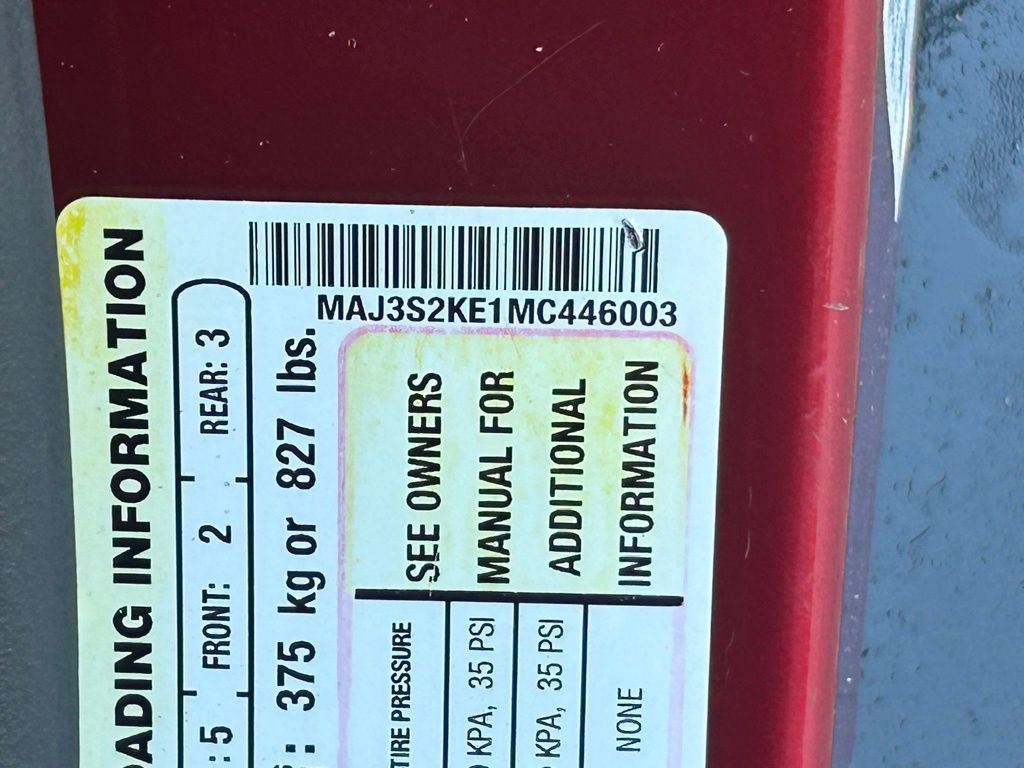 MAJ3S2KE1MC446003
ADING INFORMATION
: 5 FRONT: 2 REAR: 3
: 375 kg or 827 lbs.
TIRE PRESSURE
KPA, 35 PSI
KPA, 35 PSI
NONE
SEE OWNERS
MANUAL FOR
ADDITIONAL
INFORMATION